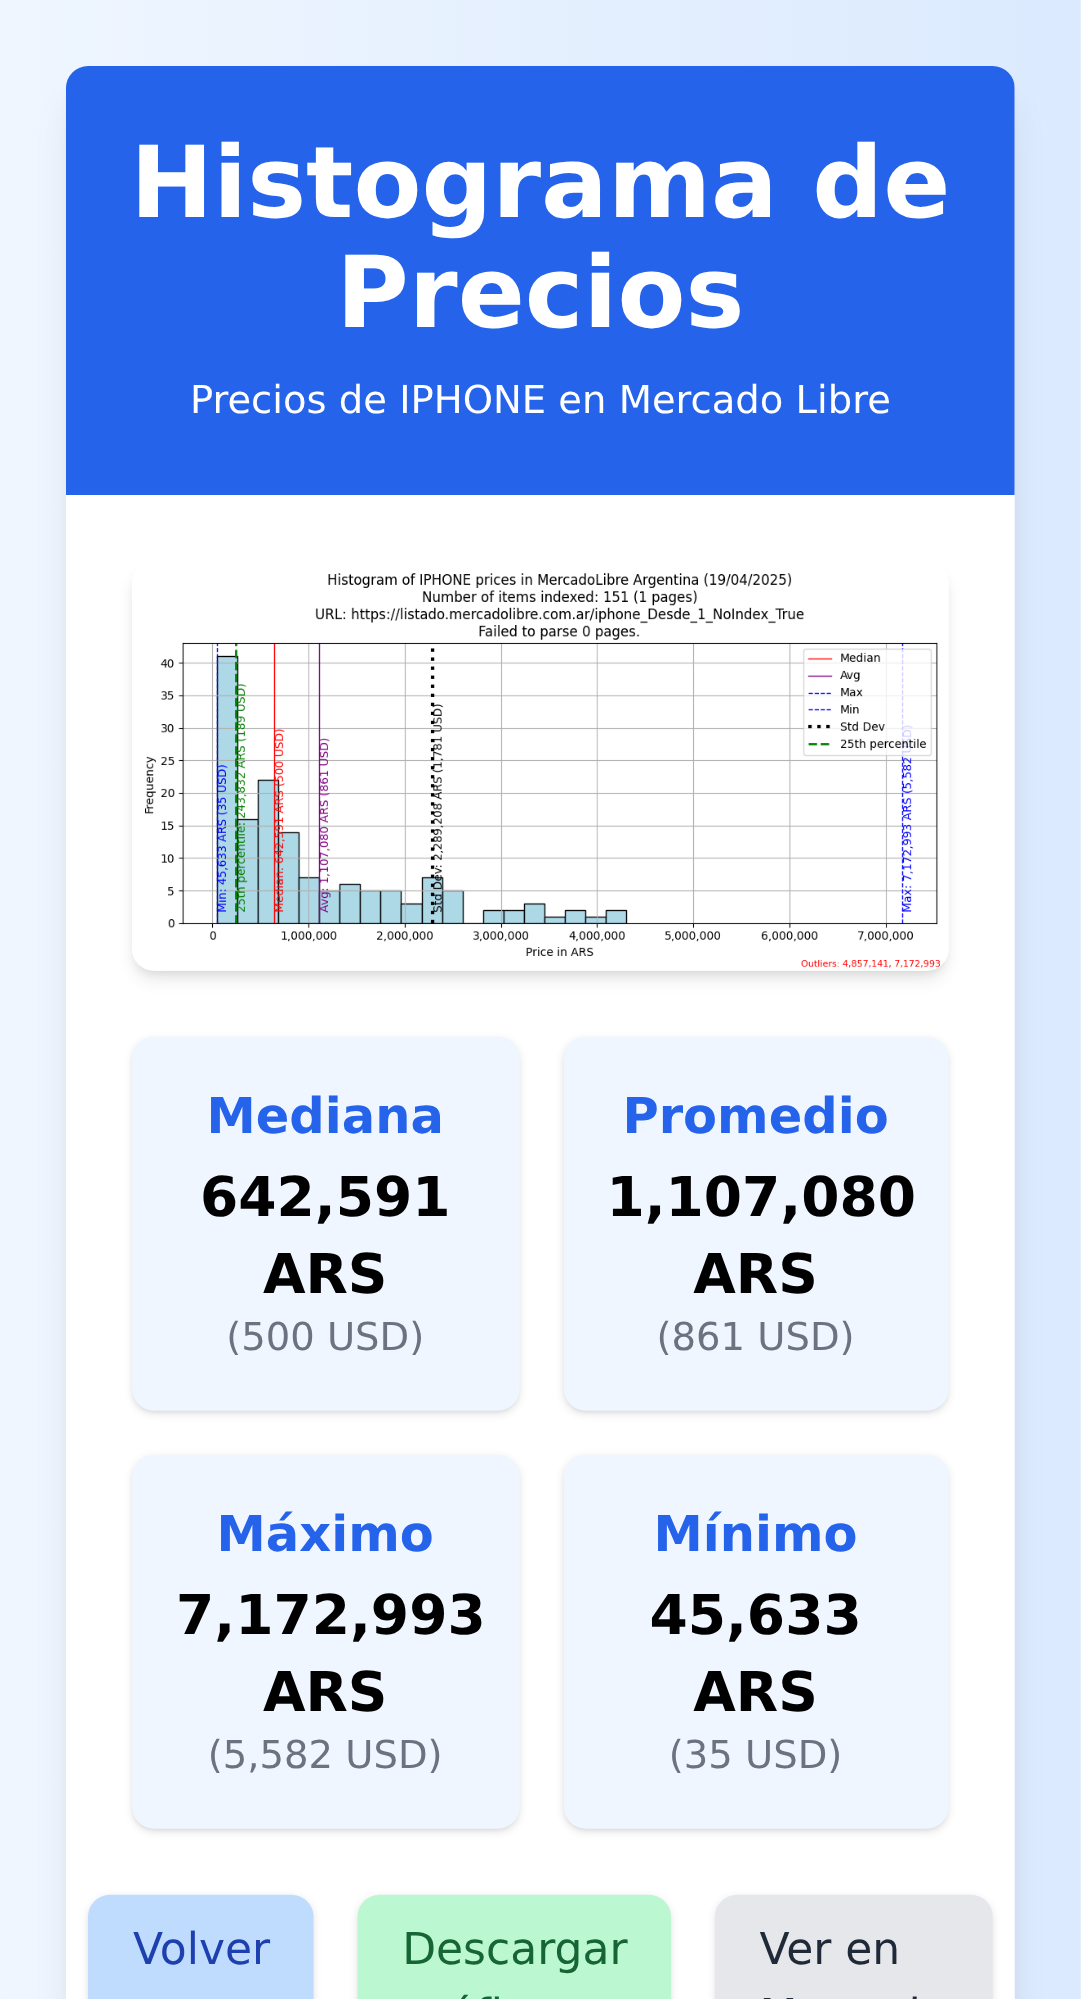 Histograma de
Precios
Precios de IPHONE en Mercado Libre
Histogram of IPHONE prices in MercadoLibre Argentina (19/04/2025)
Number of items indexed: 151 (1 pages)
URL: https://listado.mercadolibre.com.ar/iphone_Desde_1_NoIndex_True
Failed to parse 0 pages.
Frequency
40
35
30
25
20
15
10
5
0
Min: 45,633 ARS (35 USD)
25th percentile: 243,832 ARS (189 USD)
Median: 642,591 ARS (500 USD)
Avg: 1,107,080 ARS (861 USD)
Std Dev: 2,289,208 ARS (1,781 USD)
Max: 7,172,993 ARS (5,582 USD)
Median
Avg
Max
Min
Std Dev
25th percentile
0
1,000,000
2,000,000
3,000,000
4,000,000
5,000,000
6,000,000
7,000,000
Price in ARS
Outliers: 4,857,141, 7,172,993
Mediana
642,591
ARS
(500 USD)
Promedio
1,107,080
ARS
(861 USD)
Máximo
7,172,993
ARS
(5,582 USD)
Mínimo
45,633
ARS
(35 USD)
Volver
Descargar
Ver en